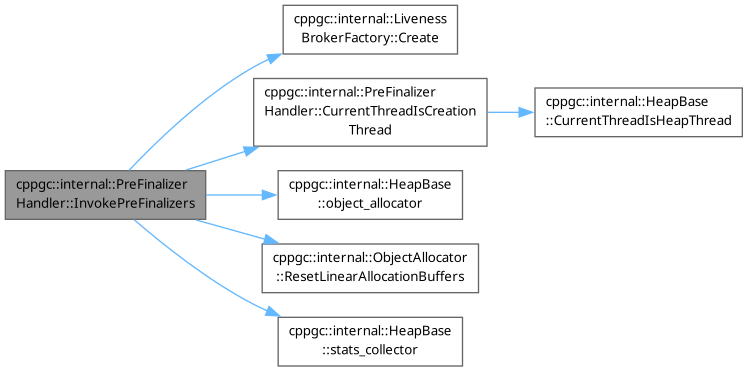 cppgc::internal::Liveness
BrokerFactory::Create
cppgc::internal::PreFinalizer
Handler::CurrentThreadIsCreation
Thread
cppgc::internal::HeapBase
::CurrentThreadIsHeapThread
cppgc::internal::PreFinalizer
Handler::InvokePreFinalizers
cppgc::internal::HeapBase
::object_allocator
cppgc::internal::ObjectAllocator
::ResetLinearAllocationBuffers
cppgc::internal::HeapBase
::stats_collector